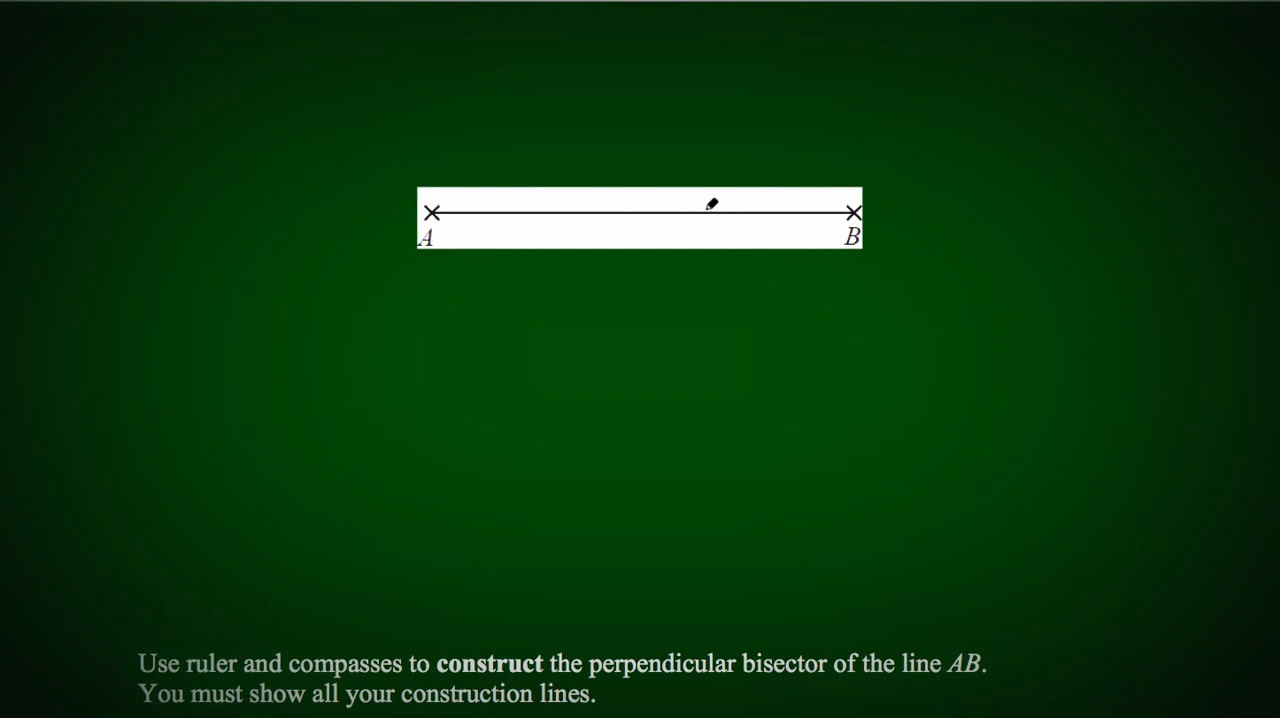 A B
Use ruler and compasses to construct the perpendicular bisector of the line AB.
You must show all your construction lines.